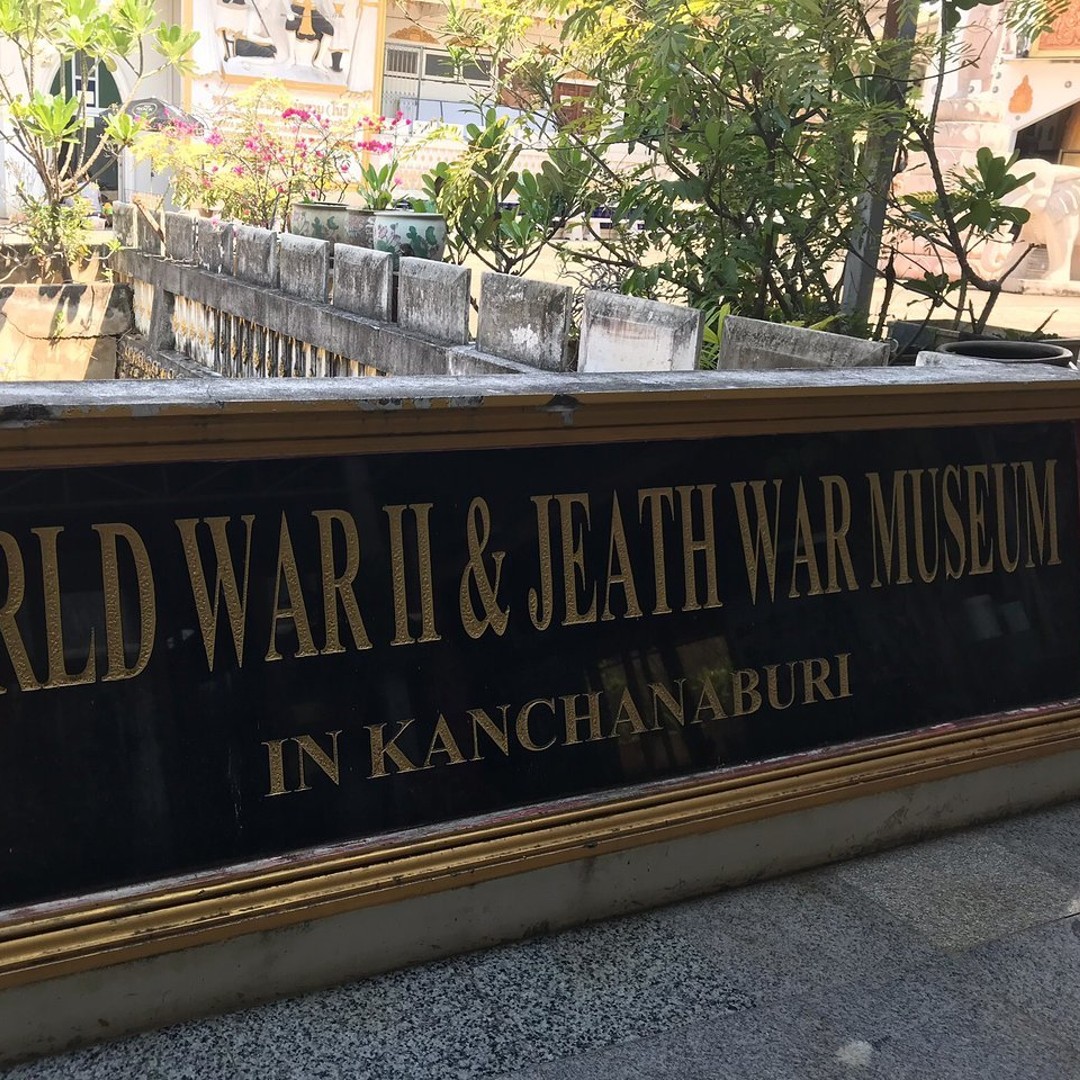 RLD WAR II & JEATH WAR MUSEUM
IN KANCHANABURI